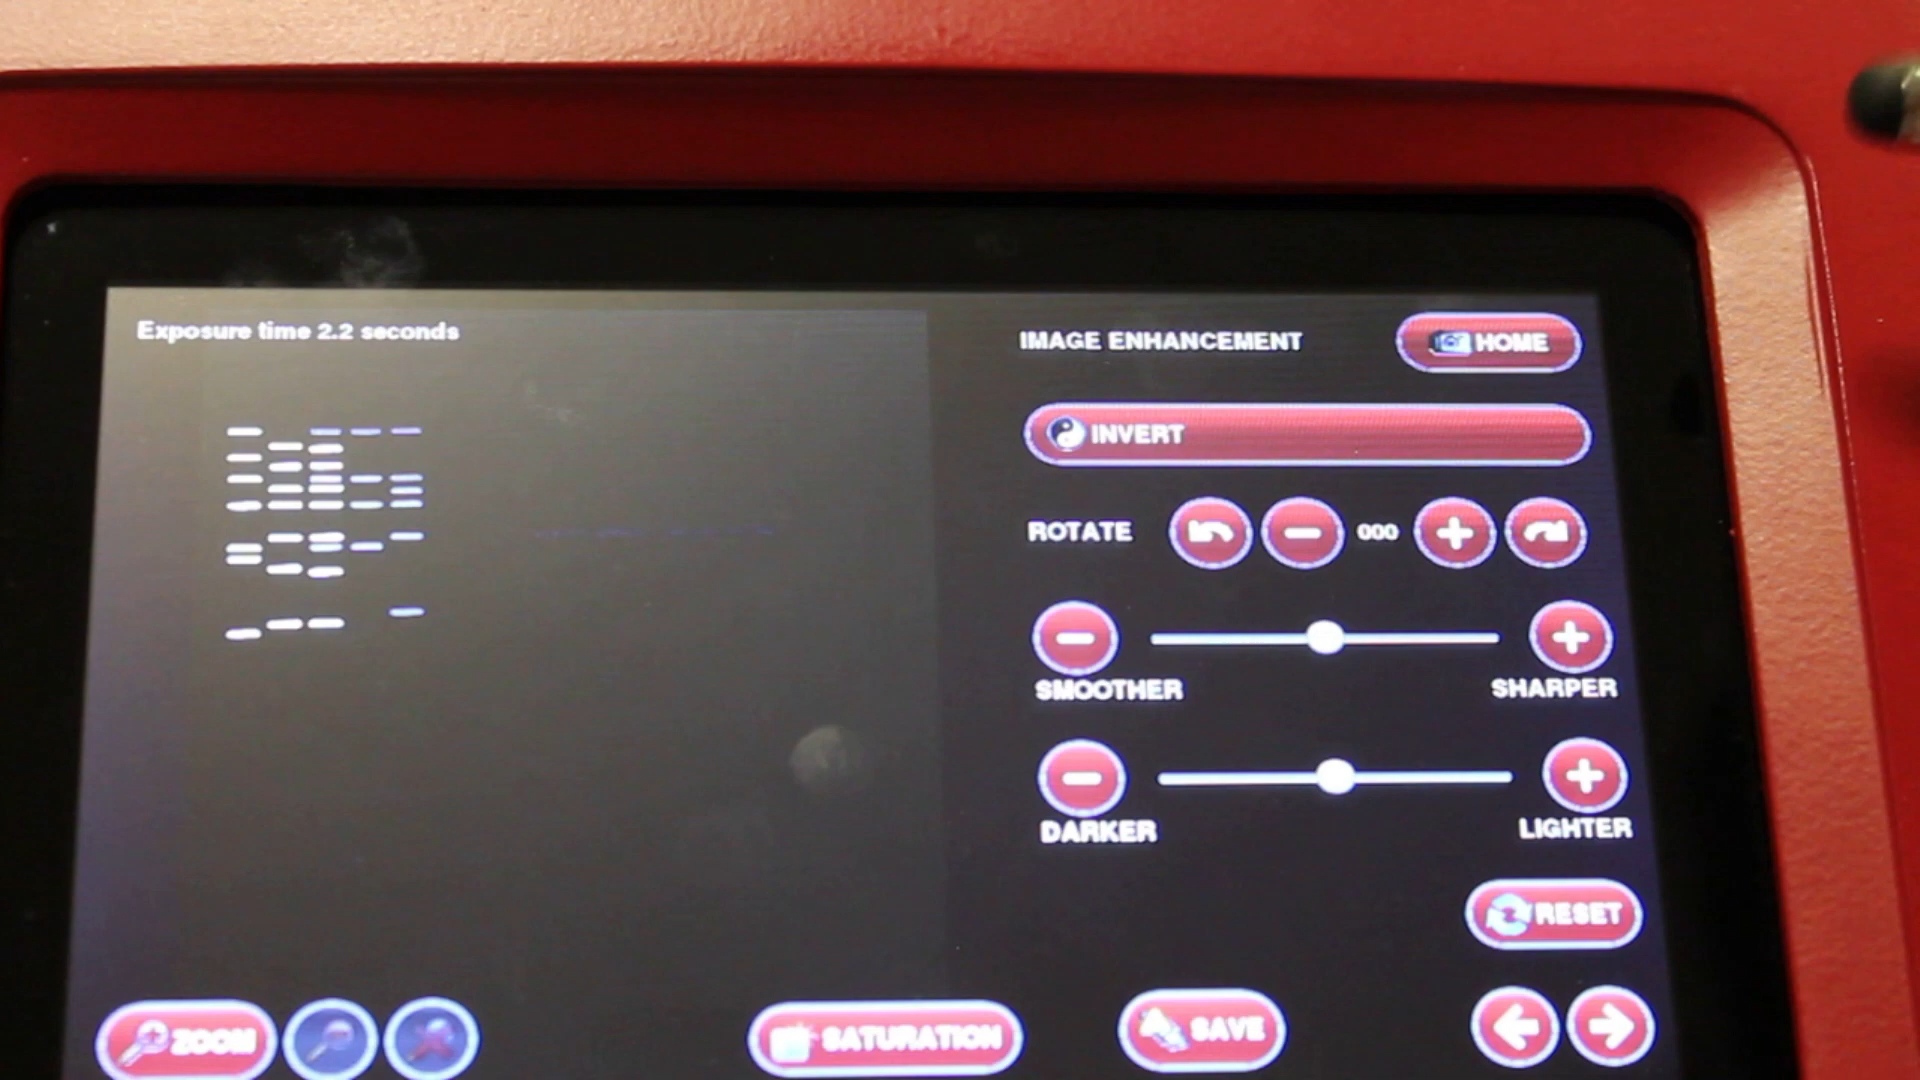 Exposure time 2.2 seconds
IMAGE ENHANCEMENT
HOME
INVERT
ROTATE
000
SMOOTHER
SHARPER
DARKER
LIGHTER
RESET
ZOOM
SATURATION
SAVE